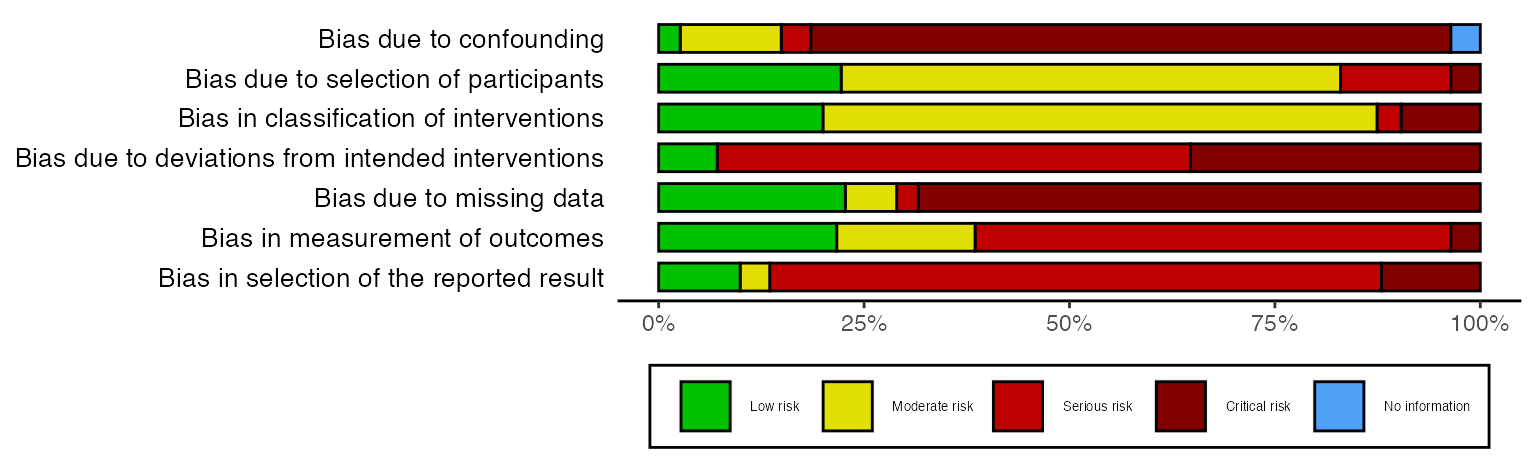 Bias due to confounding
Bias due to selection of participants
Bias in classification of interventions
Bias due to deviations from intended interventions
Bias due to missing data
Bias in measurement of outcomes
Bias in selection of the reported result
0% 25% 50% 75% 100%
Low risk Moderate risk Serious risk Critical risk No information